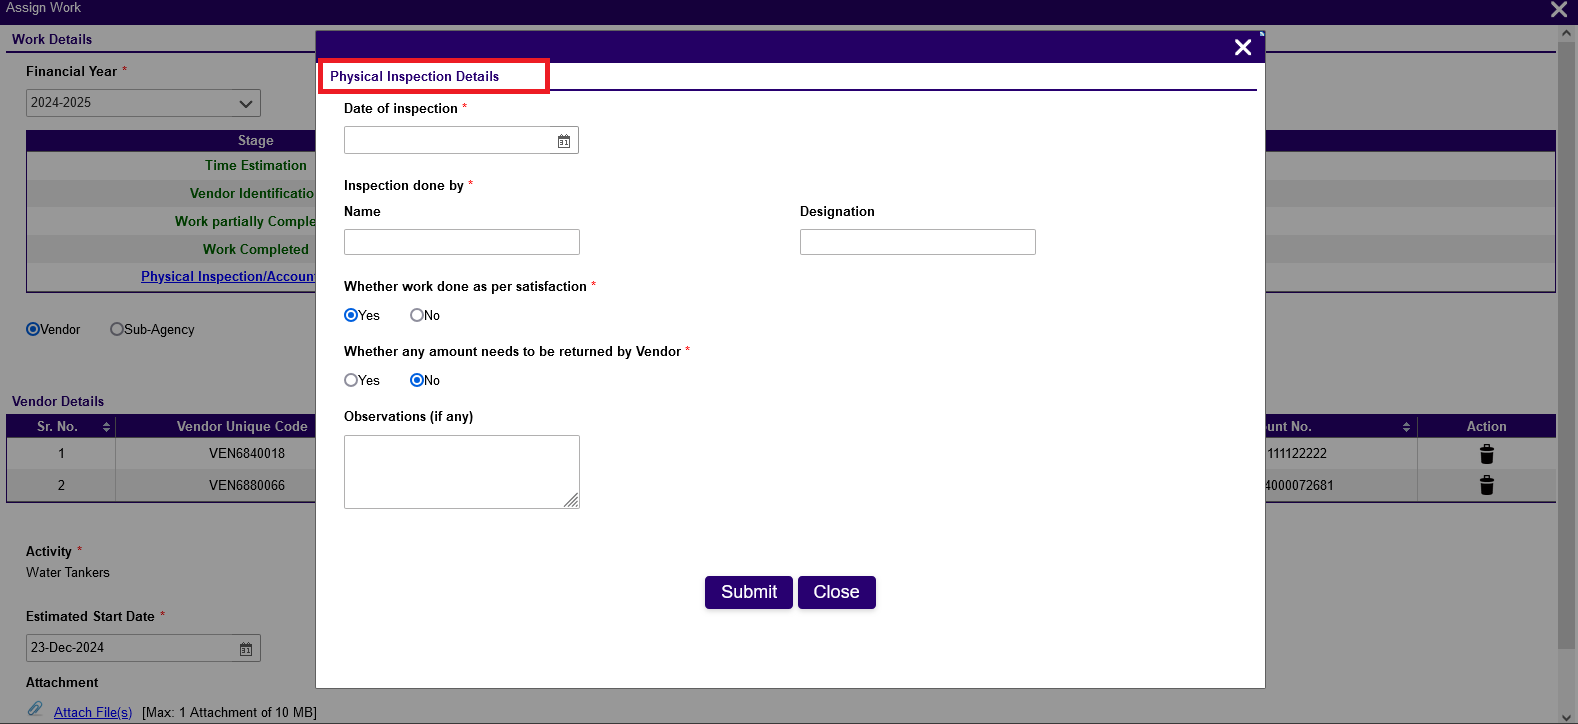 Assign Work
Work Details
Financial Year *
2024-2025
Stage
Time Estimation
Vendor Identificatio
Work partially Comple
Work Completed
Physical Inspection/Accoun
Vendor Sub-Agency
Vendor Details
Sr. No. Vendor Unique Code unt No. Action
1 VEN6840018 111122222
2 VEN6880066 4000072681
Activity *
Water Tankers
Estimated Start Date *
23-Dec-2024
31
Attachment
Attach File(s) [Max: 1 Attachment of 10 MB]
Physical Inspection Details
Date of inspection *
31
Inspection done by *
Name Designation
Whether work done as per satisfaction *
Yes No
Whether any amount needs to be returned by Vendor *
Yes No
Observations (if any)
Submit Close